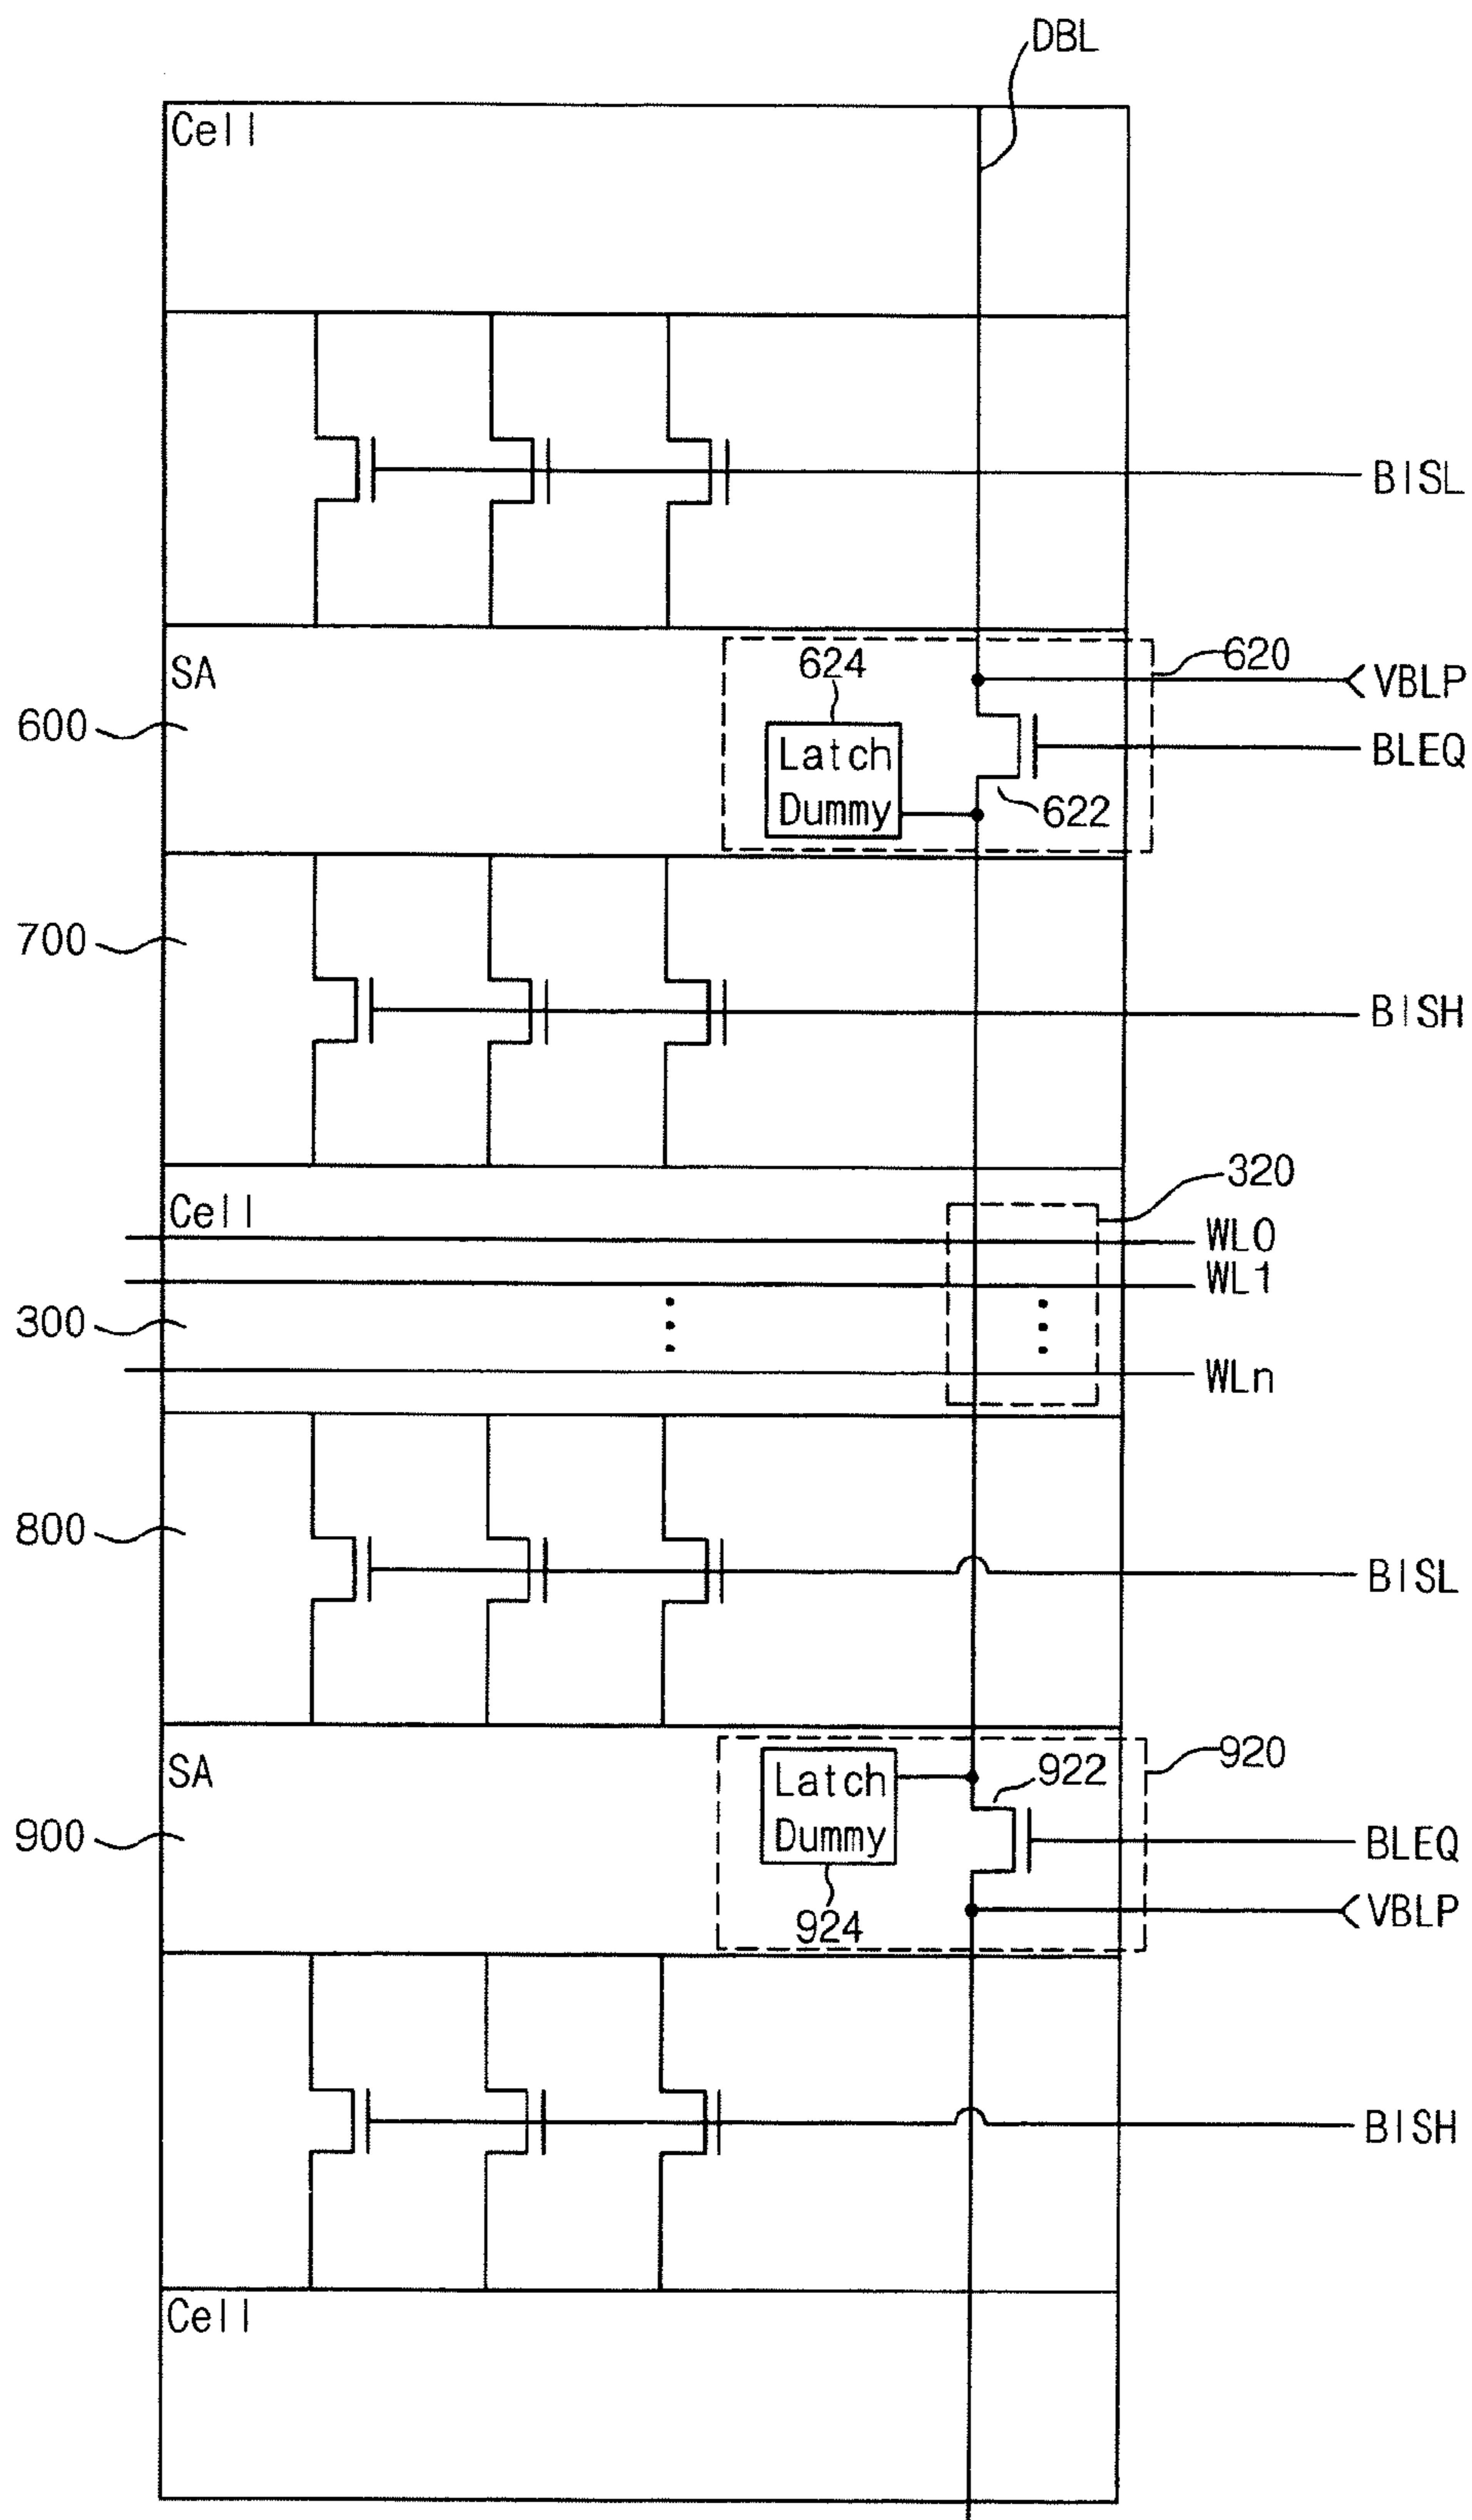 DBL
Cell
BISL
SA
624
620
VBLP
600
Latch
Dummy
BLEQ
622
700
BISH
320
Cell
WL0
WL1
300
WLn
800
BISL
SA
Latch
Dummy
922
920
900
BLEQ
924
VBLP
BISH
Cell